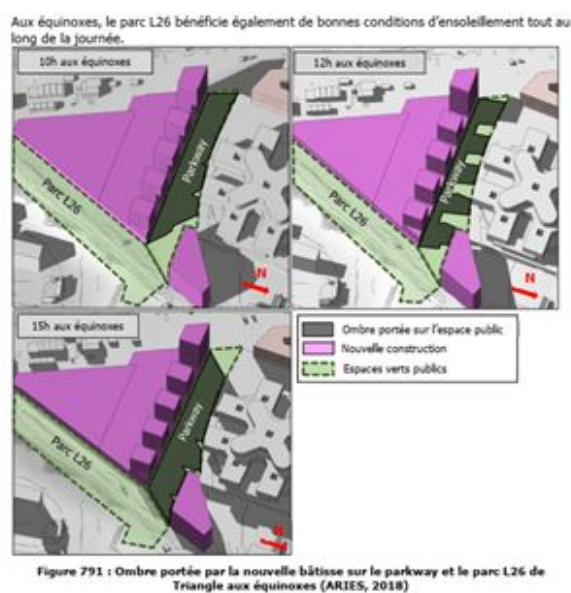 Aux équinoxes, le parc L26 bénéficie également de bonnes conditions d'ensoleillement tout au
long de la journée.
10h aux équinoxes
12h aux équinoxes
Parkway
Parc L26
N
Parkway
Parc L26
N
15h aux équinoxes
Parkway
Parc L26
N
Ombre portée sur l'espace public
Nouvelle construction
Espaces verts publics
Figure 791 : Ombre portée par la nouvelle bâtisse sur le parkway et le parc L26 de
Triangle aux équinoxes (ARIES, 2018)